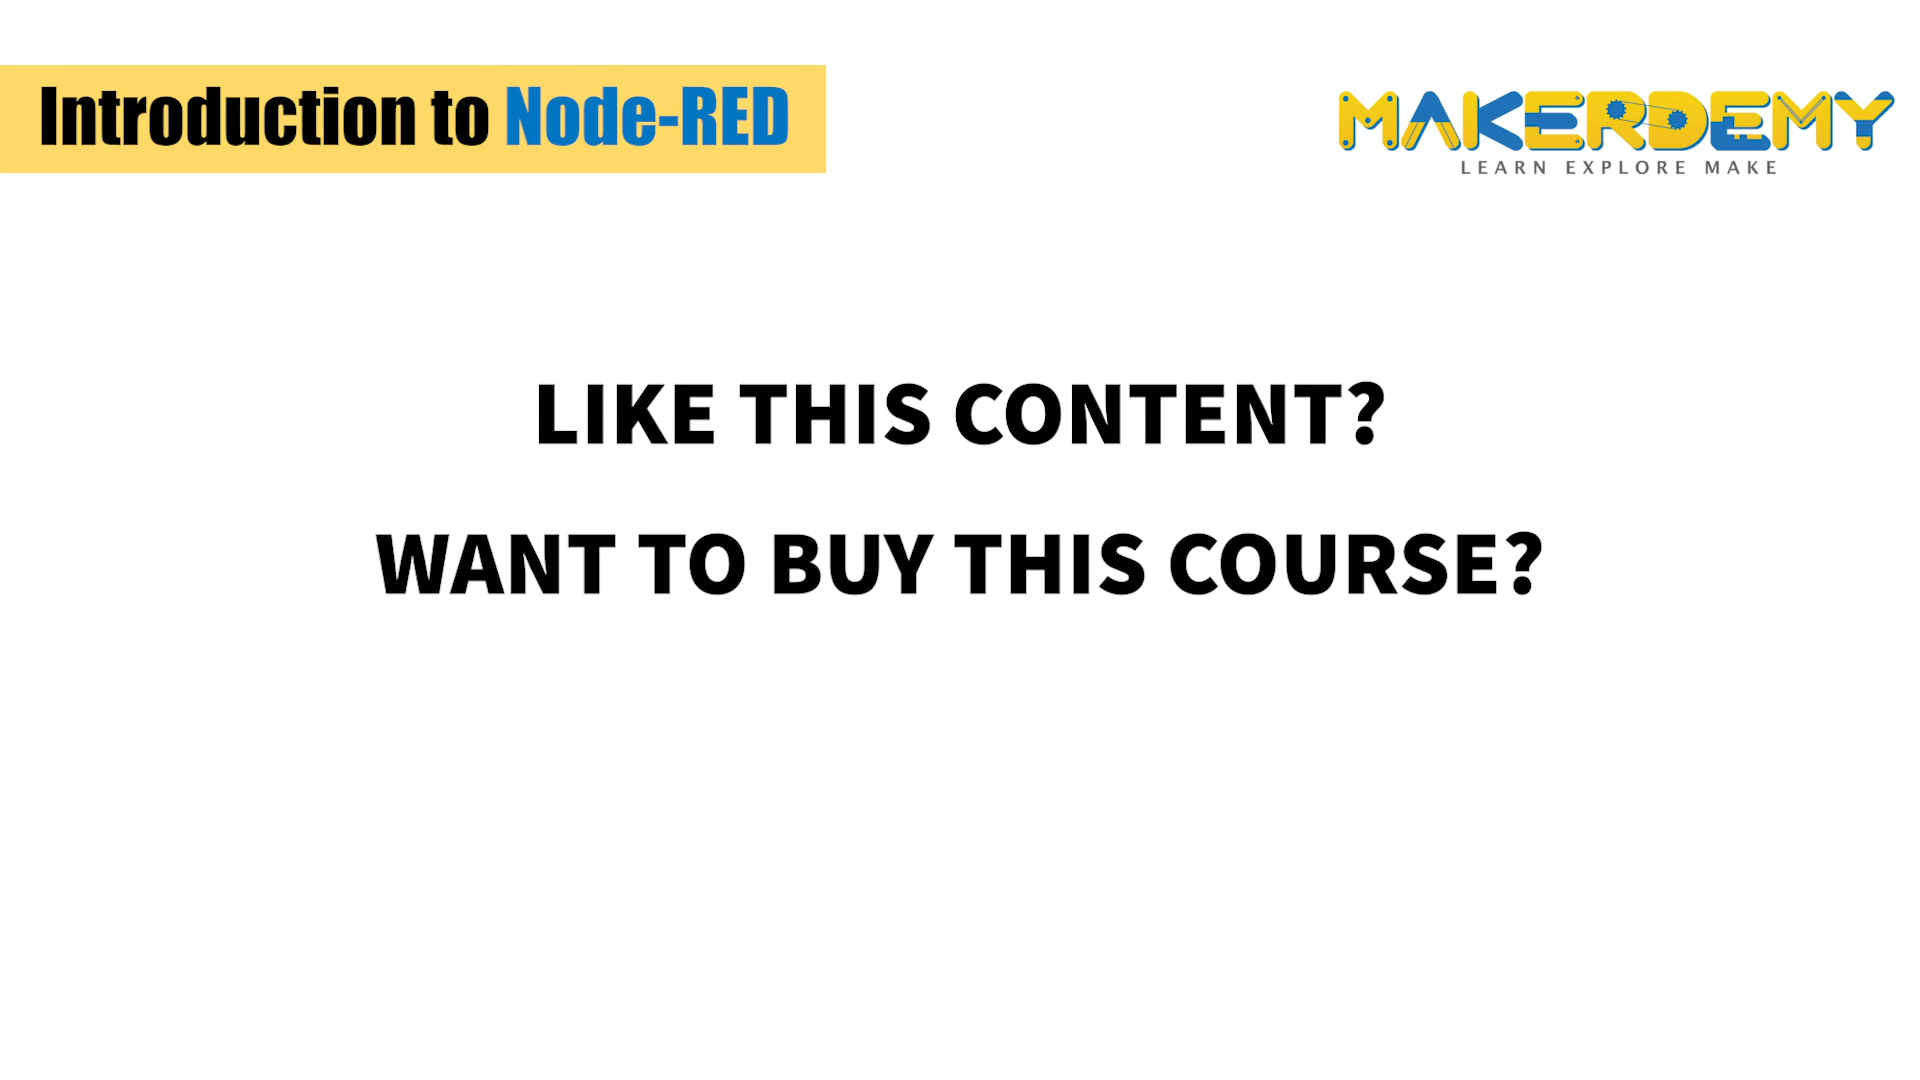 Introduction to Node-RED
MAKERDEMY
LEARN EXPLORE MAKE
LIKE THIS CONTENT?
WANT TO BUY THIS COURSE?